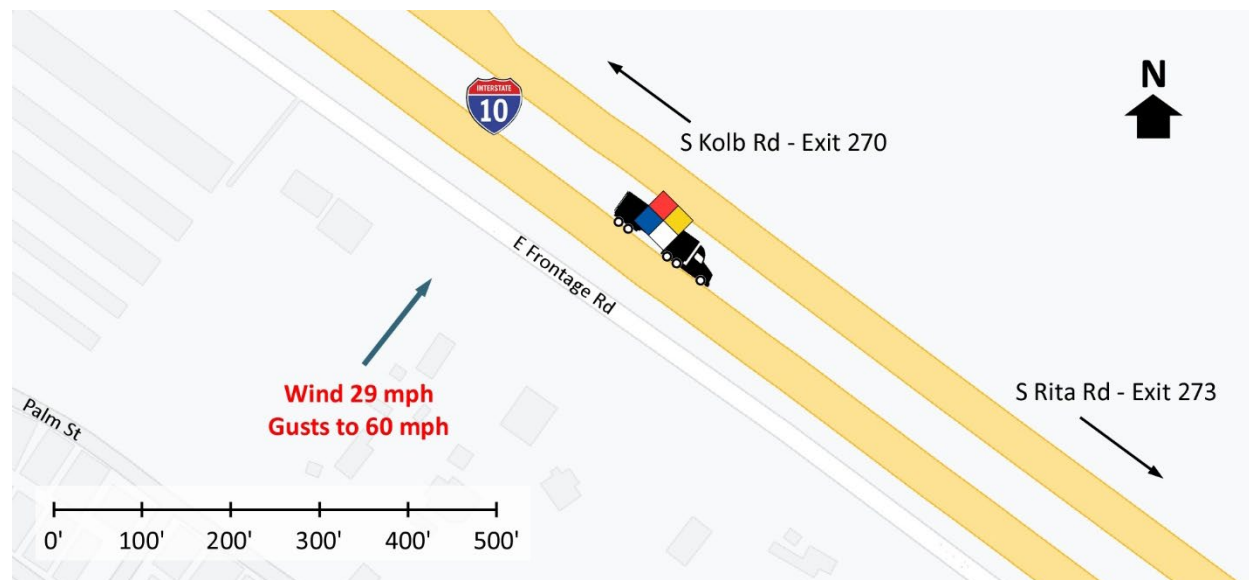 N
INTERSTATE
10
S Kolb Rd - Exit 270
E Frontage Rd
Wind 29 mph
Gusts to 60 mph
S Rita Rd - Exit 273
Palm St
0' 100' 200' 300' 400' 500'